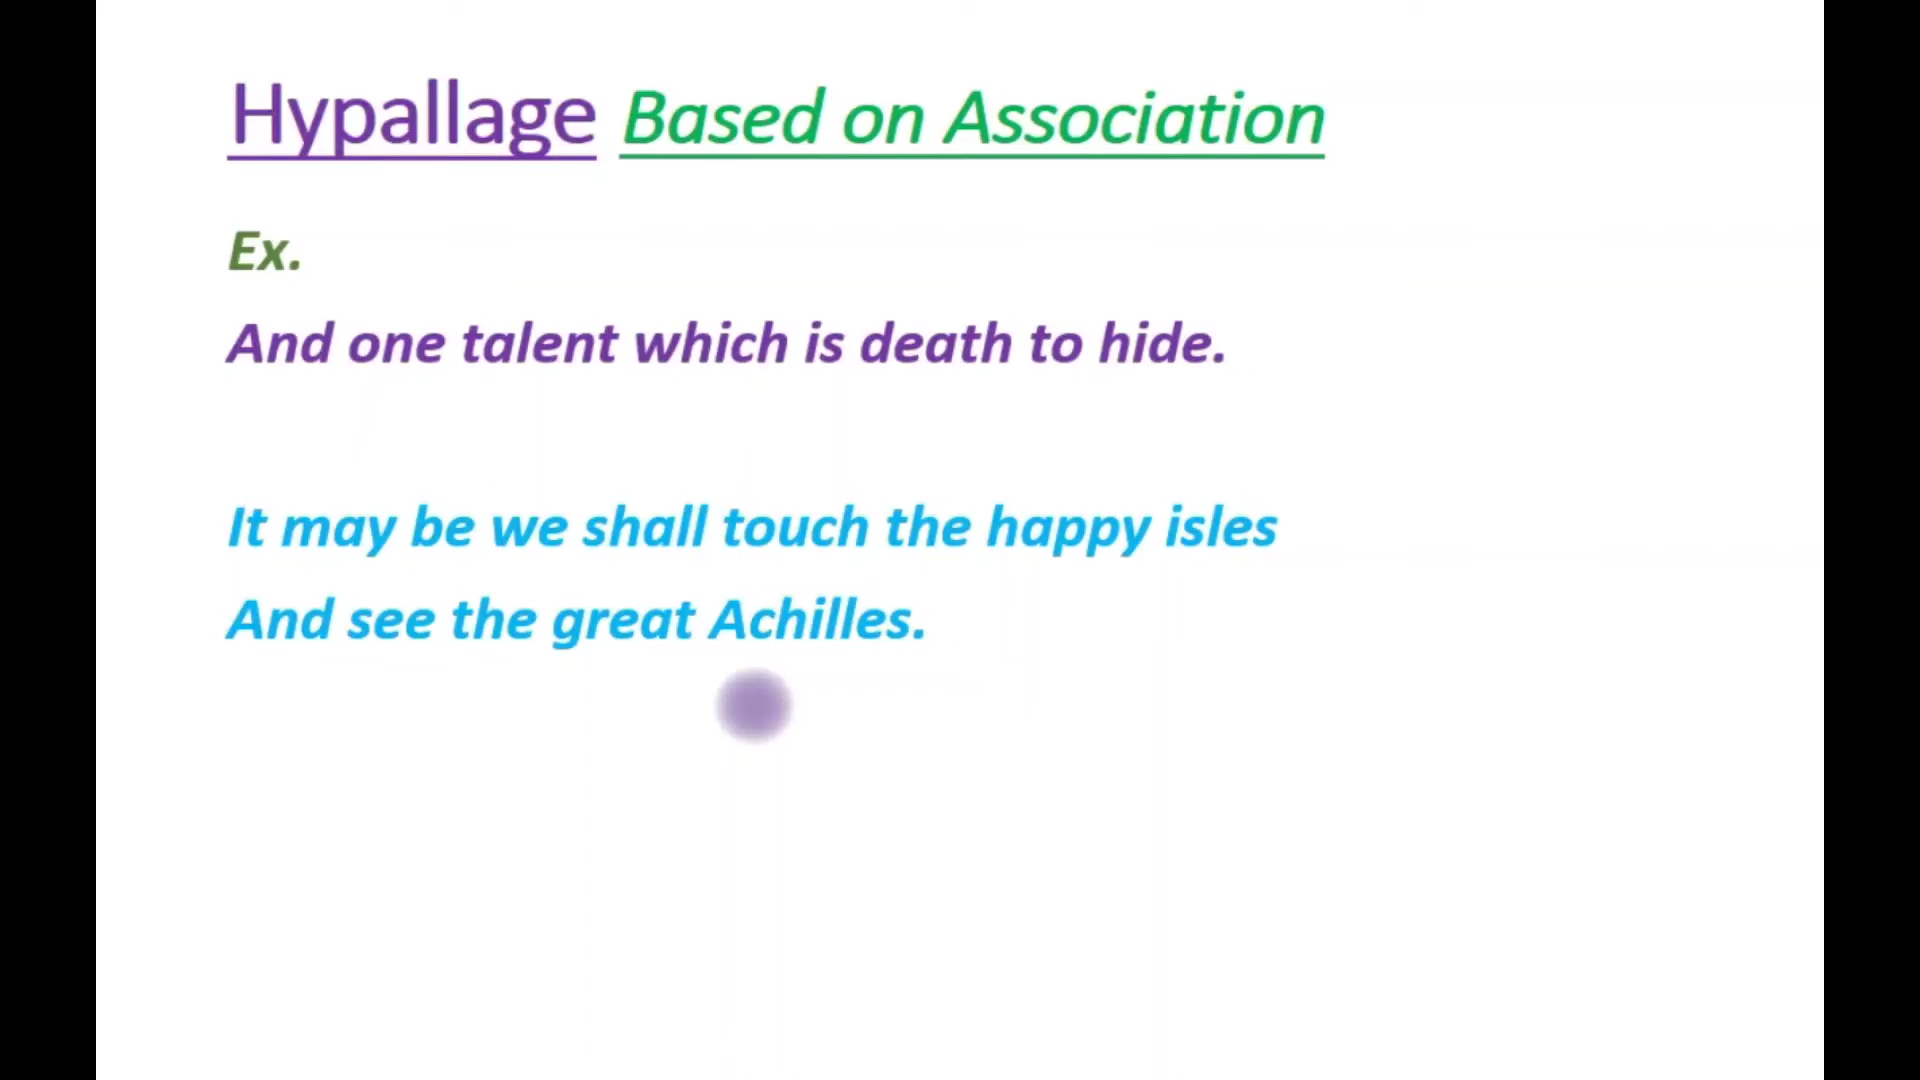 Hypallage Based on Association
Ex.
And one talent which is death to hide.
It may be we shall touch the happy isles
And see the great Achilles.